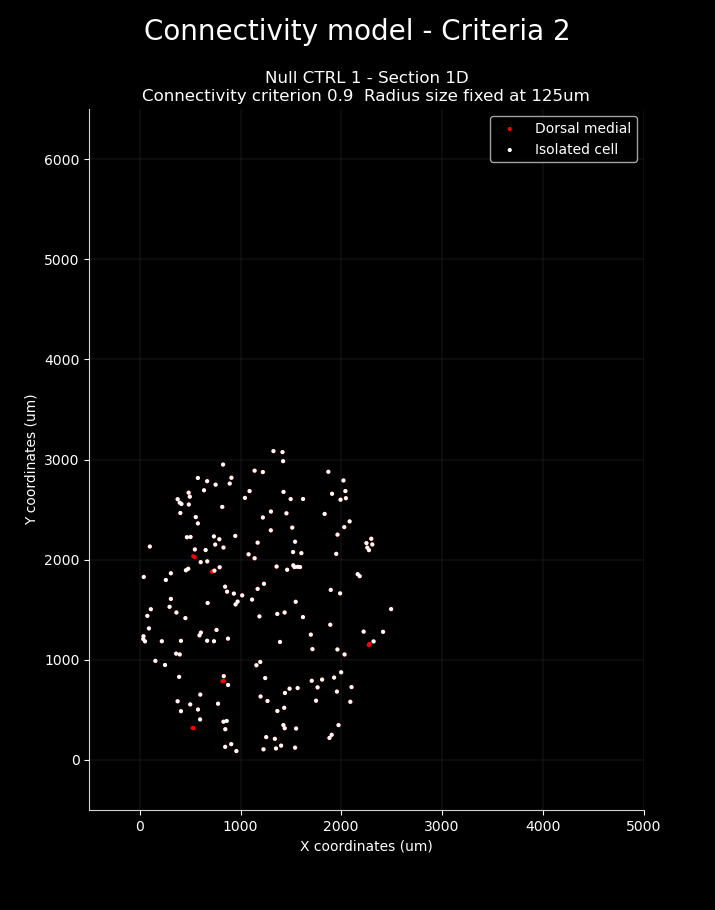 Connectivity model - Criteria 2
Null CTRL 1 - Section 1D
Connectivity criterion 0.9  Radius size fixed at 125um
Dorsal medial
Isolated cell
6000
5000
4000
3000
2000
1000
0
Y coordinates (um)
0 1000 2000 3000 4000 5000
X coordinates (um)